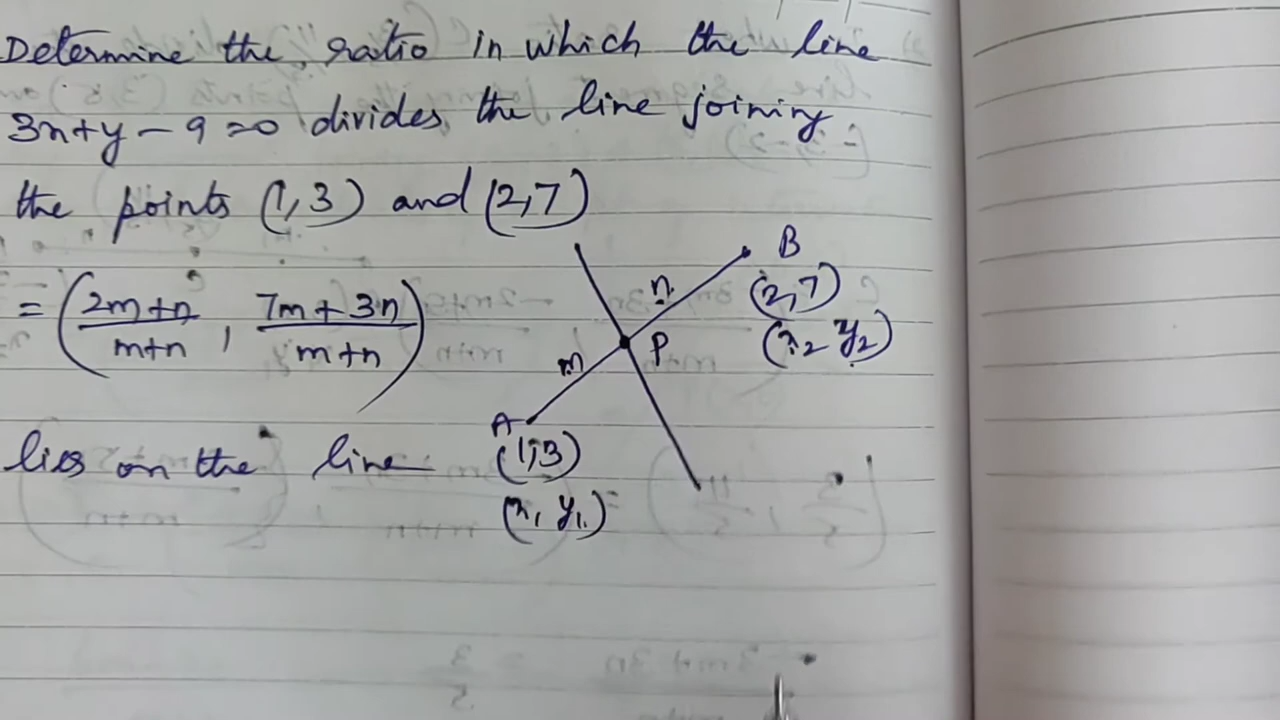 Determine the ratio in which the line
3x+y-9=0 divides the line joining
the points (1,3) and (2,7)
= (2m+n/m+n, 7m+3n/m+n)
lies on the line
B
(2,7)
(x2 y2)
n
P
m
A
(1,3)
(x1 y1)